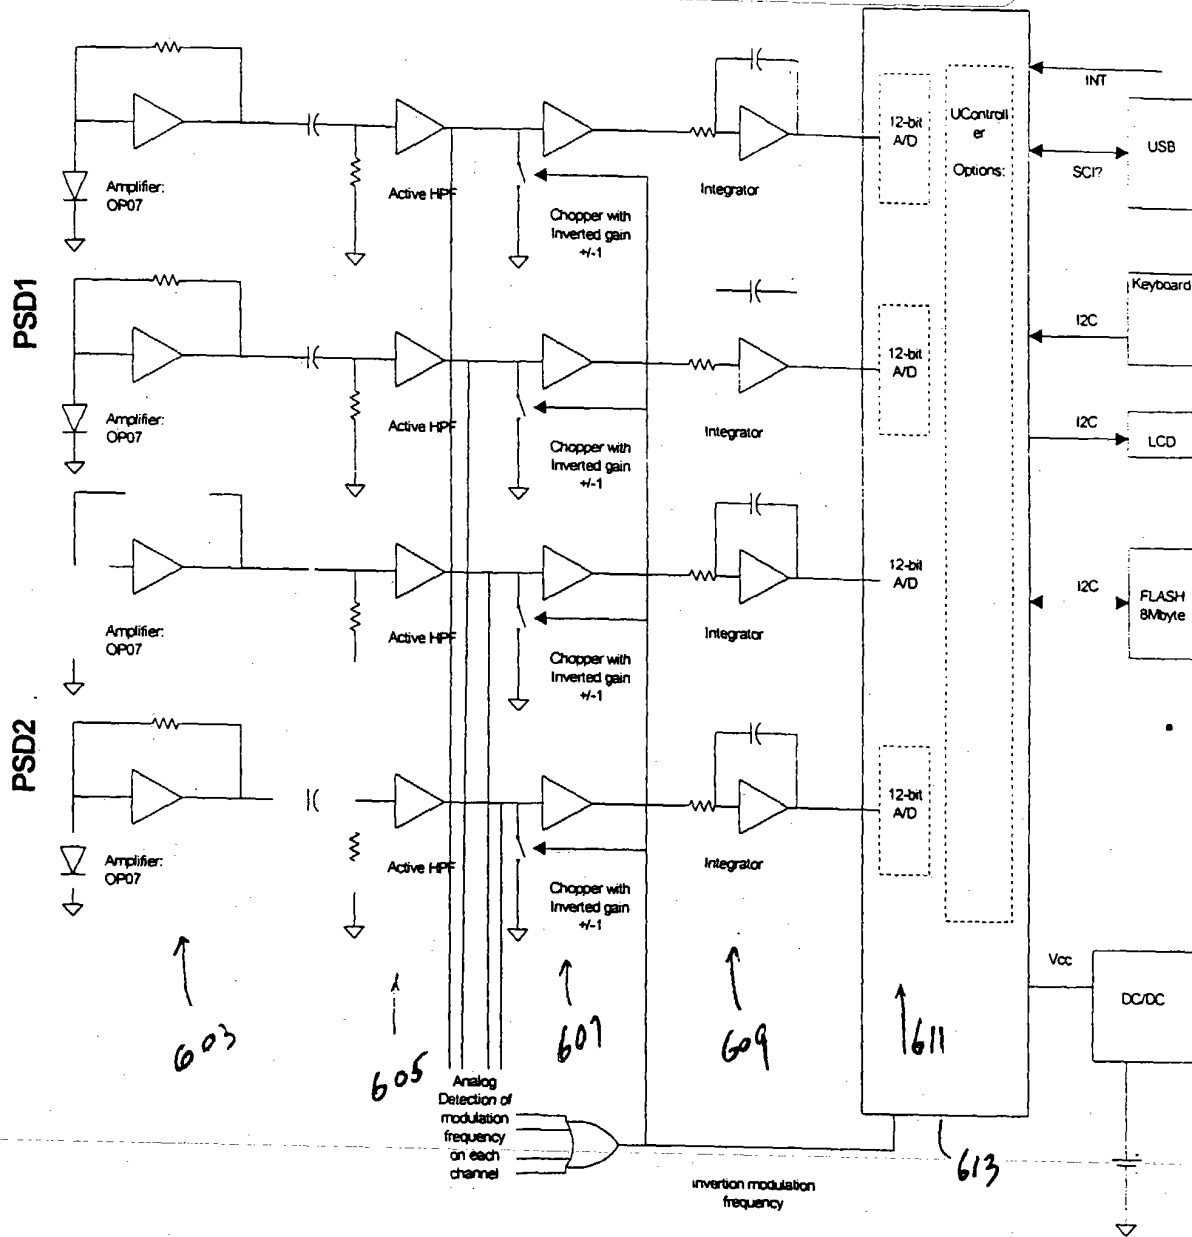 INT
12-bit
A/D
UControll
er
Options:
USB
SCI?
Amplifier:
OP07
Active HPF
Chopper with
Inverted gain
+/-1
Integrator
PSD1
Keyboard
I2C
12-bit
A/D
Amplifier:
OP07
Active HPF
Chopper with
Inverted gain
+/-1
Integrator
I2C
LCD
12-bit
A/D
I2C
FLASH
8Mbyte
Amplifier:
OP07
Active HPF
Chopper with
Inverted gain
+/-1
Integrator
PSD2
12-bit
A/D
Amplifier:
OP07
Active HPF
Chopper with
Inverted gain
+/-1
Integrator
Vcc
DC/DC
603
605
607
609
611
Analog
Detection of
modulation
frequency
on each
channel
613
Invertion modulation
frequency